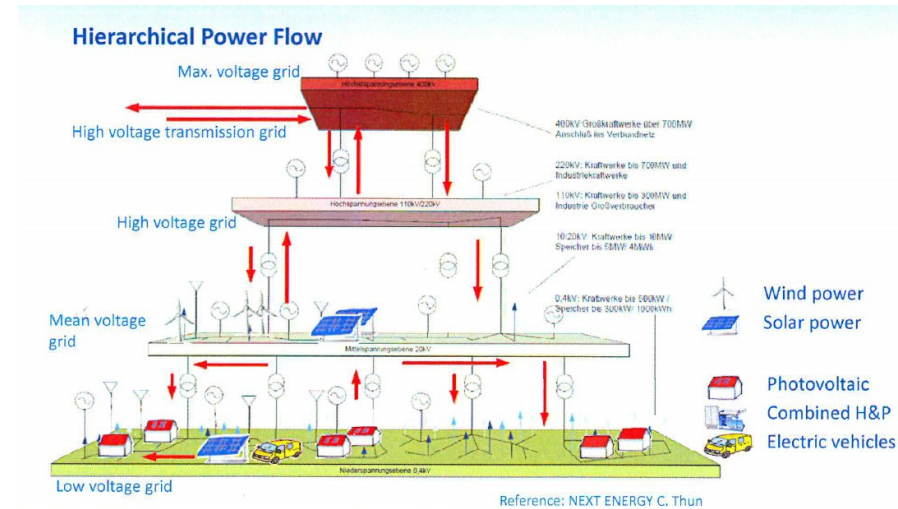 Hierarchical Power Flow
Max. voltage grid
Höchstspannungsebene 400kV
High voltage transmission grid
400kV Großkraftwerke über 700MW
Anschluß ins Verbundnetz
220kV: Kraftwerke bis 700MW und
Industriekraftwerke
Hochspannungsebene 110kV/220kV
110kV: Kraftwerke bis 300MW und
Industrie Großverbraucher
High voltage grid
10/20kV: Kraftwerke bis 10MW
Speicher bis 5MW/ 4MWh
0,4kV: Kraftwerke bis 500kW /
Speicher bis 300kW/ 1000kWh
Wind power
Solar power
Mean voltage
grid
Mittelspannungsebene 20kV
Photovoltaic
Combined H&P
Electric vehicles
Niederspannungsebene 0,4kV
Low voltage grid
Reference: NEXT ENERGY C. Thun